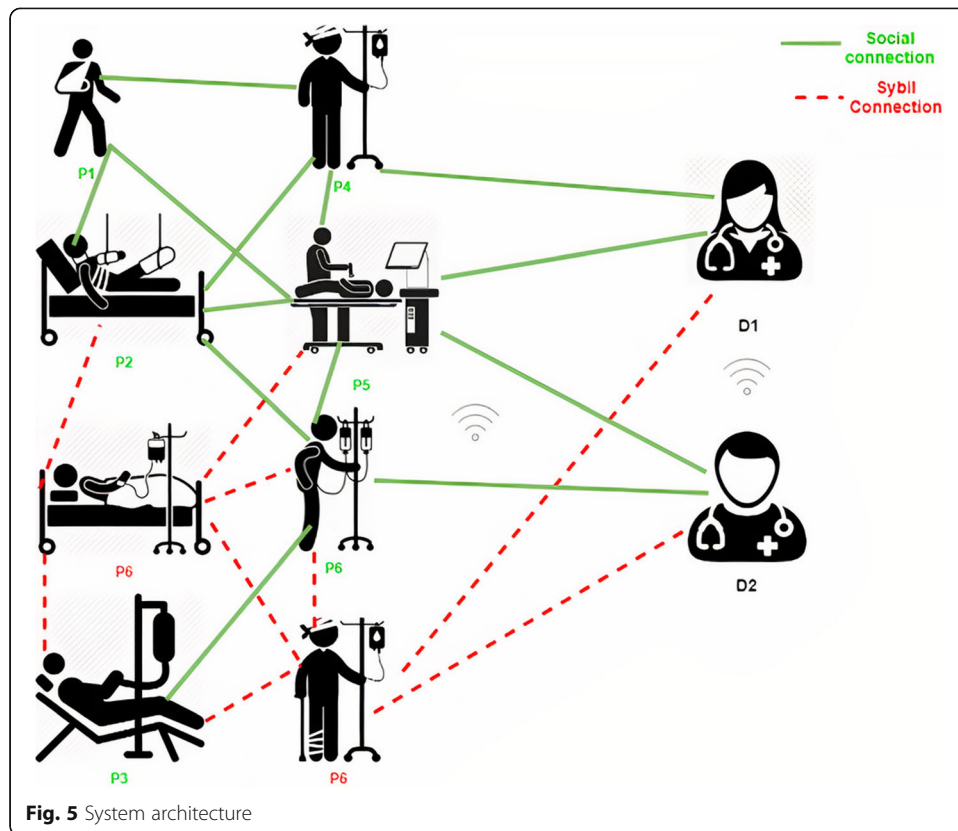 Social
connection
Sybil
Connection
P1
P4
D1
P2
P5
P6
P6
D2
P3
P6
Fig. 5 System architecture